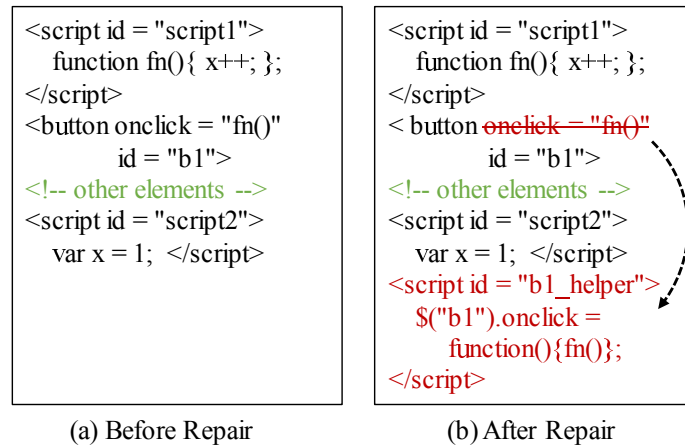 <script id = "script1">
function fn(){ x++; };
</script>
<button onclick = "fn()"
id = "b1">
<!-- other elements -->
<script id = "script2">
var x = 1; </script>
(a) Before Repair
<script id = "script1">
function fn(){ x++; };
</script>
< button onclick = "fn()"
id = "b1">
<!-- other elements -->
<script id = "script2">
var x = 1; </script>
<script id = "b1_helper">
$("b1").onclick =
function(){fn()};
</script>
(b) After Repair